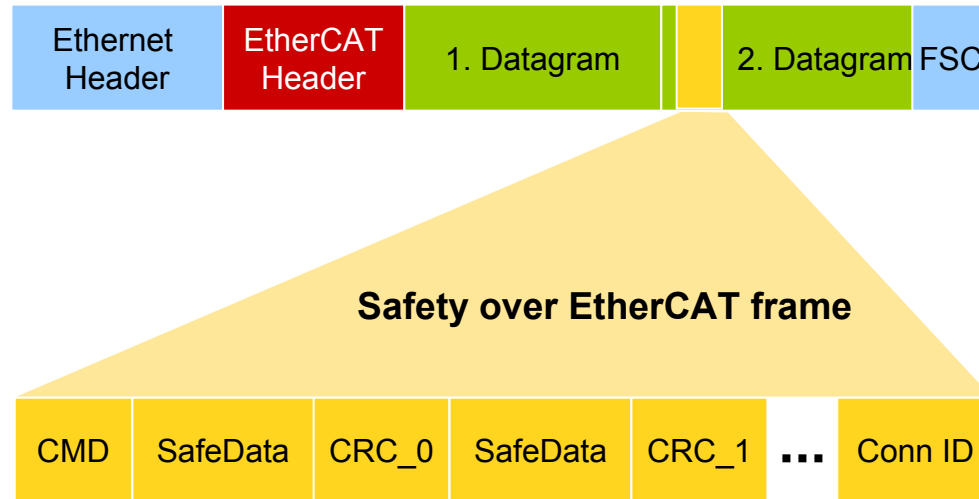 Ethernet
Header
EtherCAT
Header
1. Datagram
2. Datagram
FSC
Safety over EtherCAT frame
CMD
SafeData
CRC_0
SafeData
CRC_1
...
Conn ID